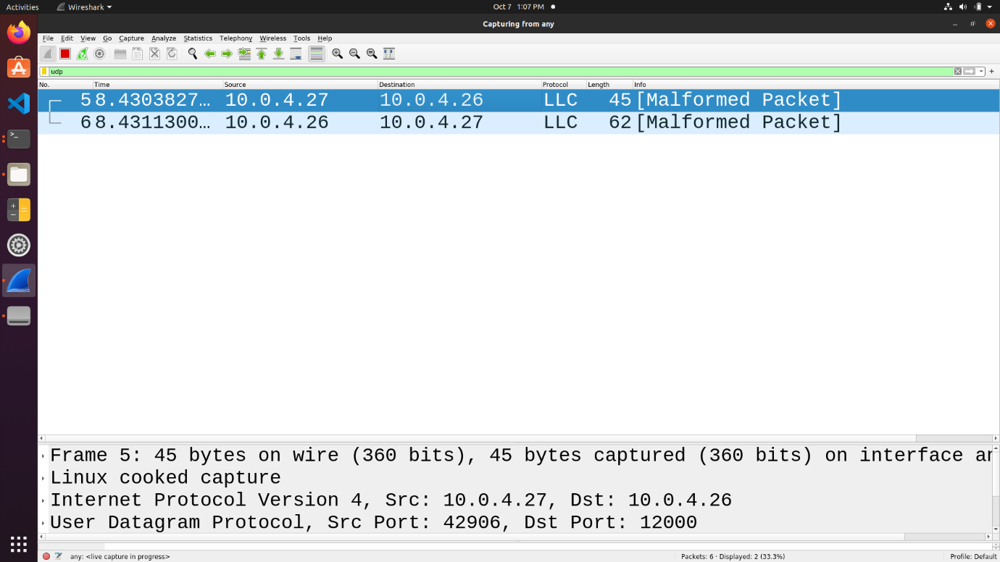 Activities Wireshark Oct 7 1:07 PM
Capturing from any
File Edit View Go Capture Analyze Statistics Telephony Wireless Tools Help
udp
No. Time Source Destination Protocol Length Info
5 8.4303827… 10.0.4.27 10.0.4.26 LLC 45 [Malformed Packet]
6 8.4311300… 10.0.4.26 10.0.4.27 LLC 62 [Malformed Packet]
Frame 5: 45 bytes on wire (360 bits), 45 bytes captured (360 bits) on interface an
Linux cooked capture
Internet Protocol Version 4, Src: 10.0.4.27, Dst: 10.0.4.26
User Datagram Protocol, Src Port: 42906, Dst Port: 12000
any: <live capture in progress> Packets: 6 · Displayed: 2 (33.3%) Profile: Default